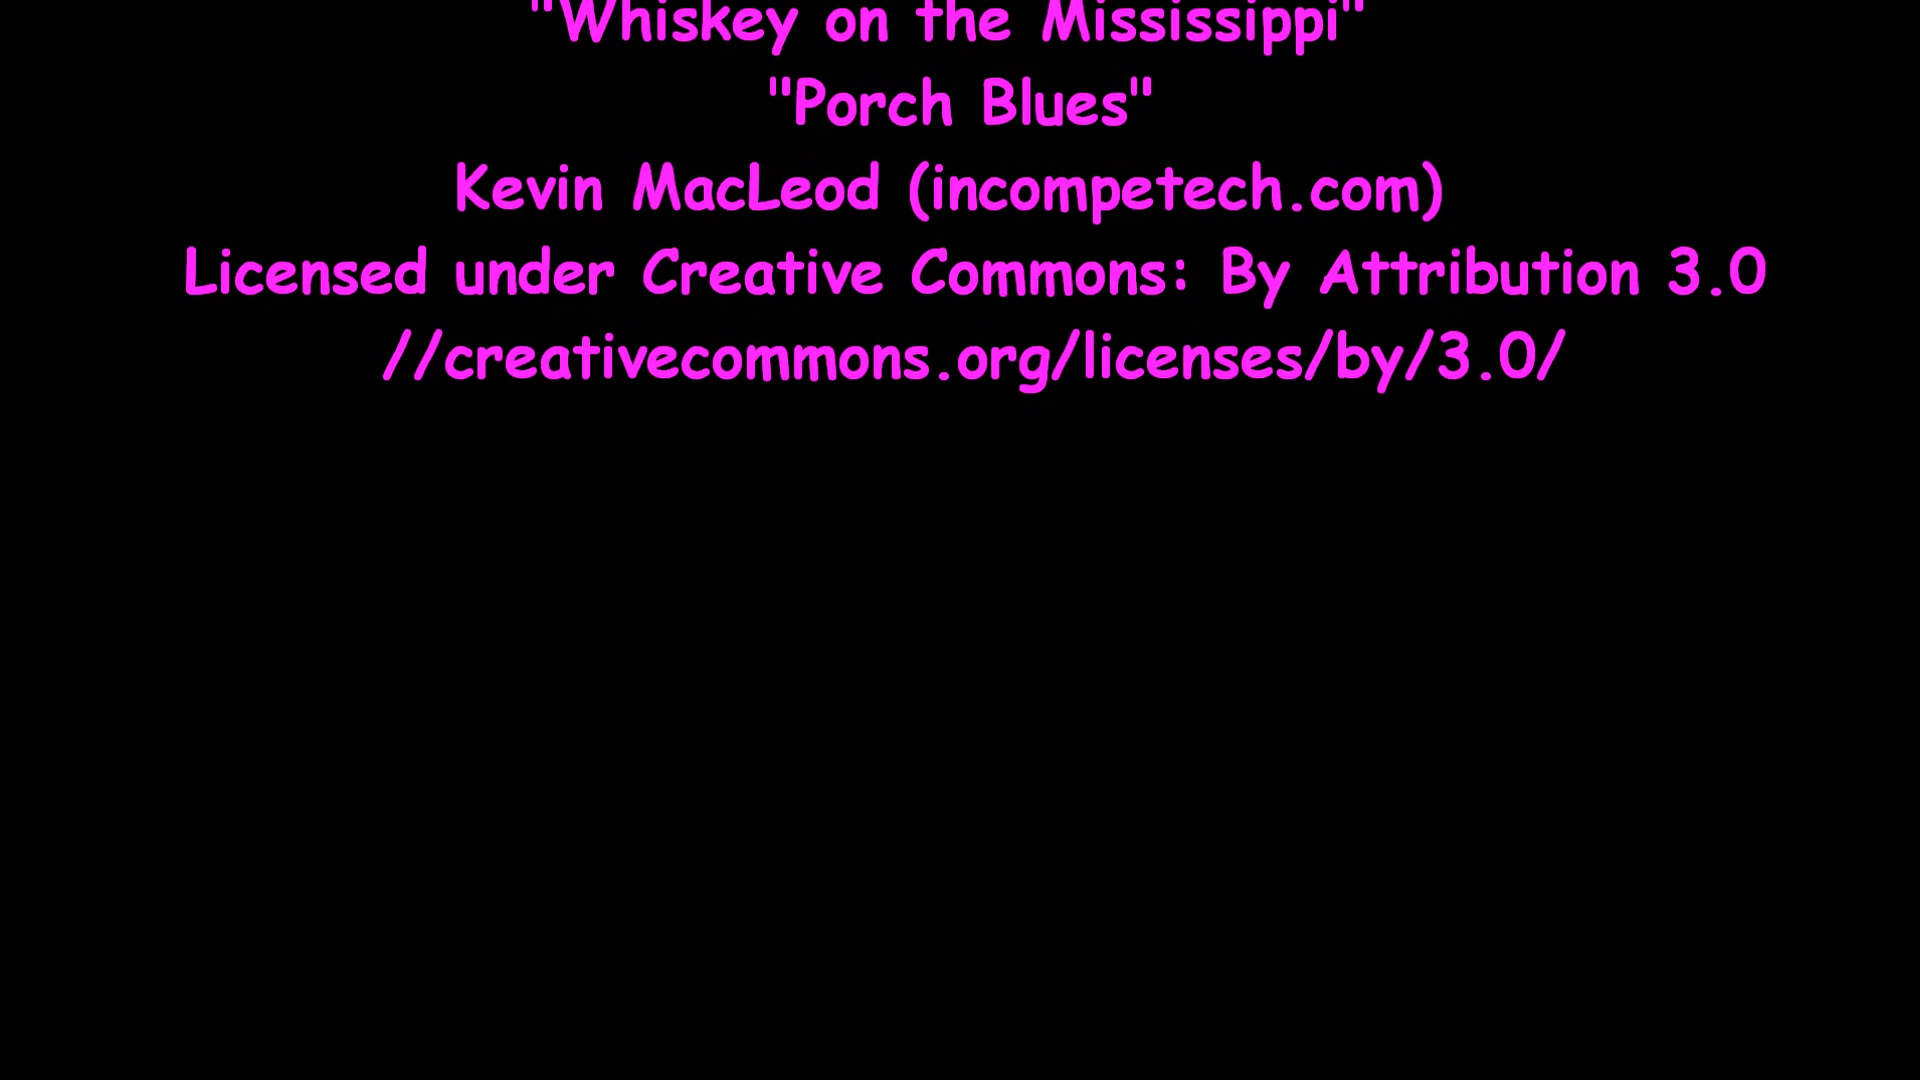 "Whiskey on the Mississippi"
"Porch Blues"
Kevin MacLeod (incompetech.com)
Licensed under Creative Commons: By Attribution 3.0
//creativecommons.org/licenses/by/3.0/